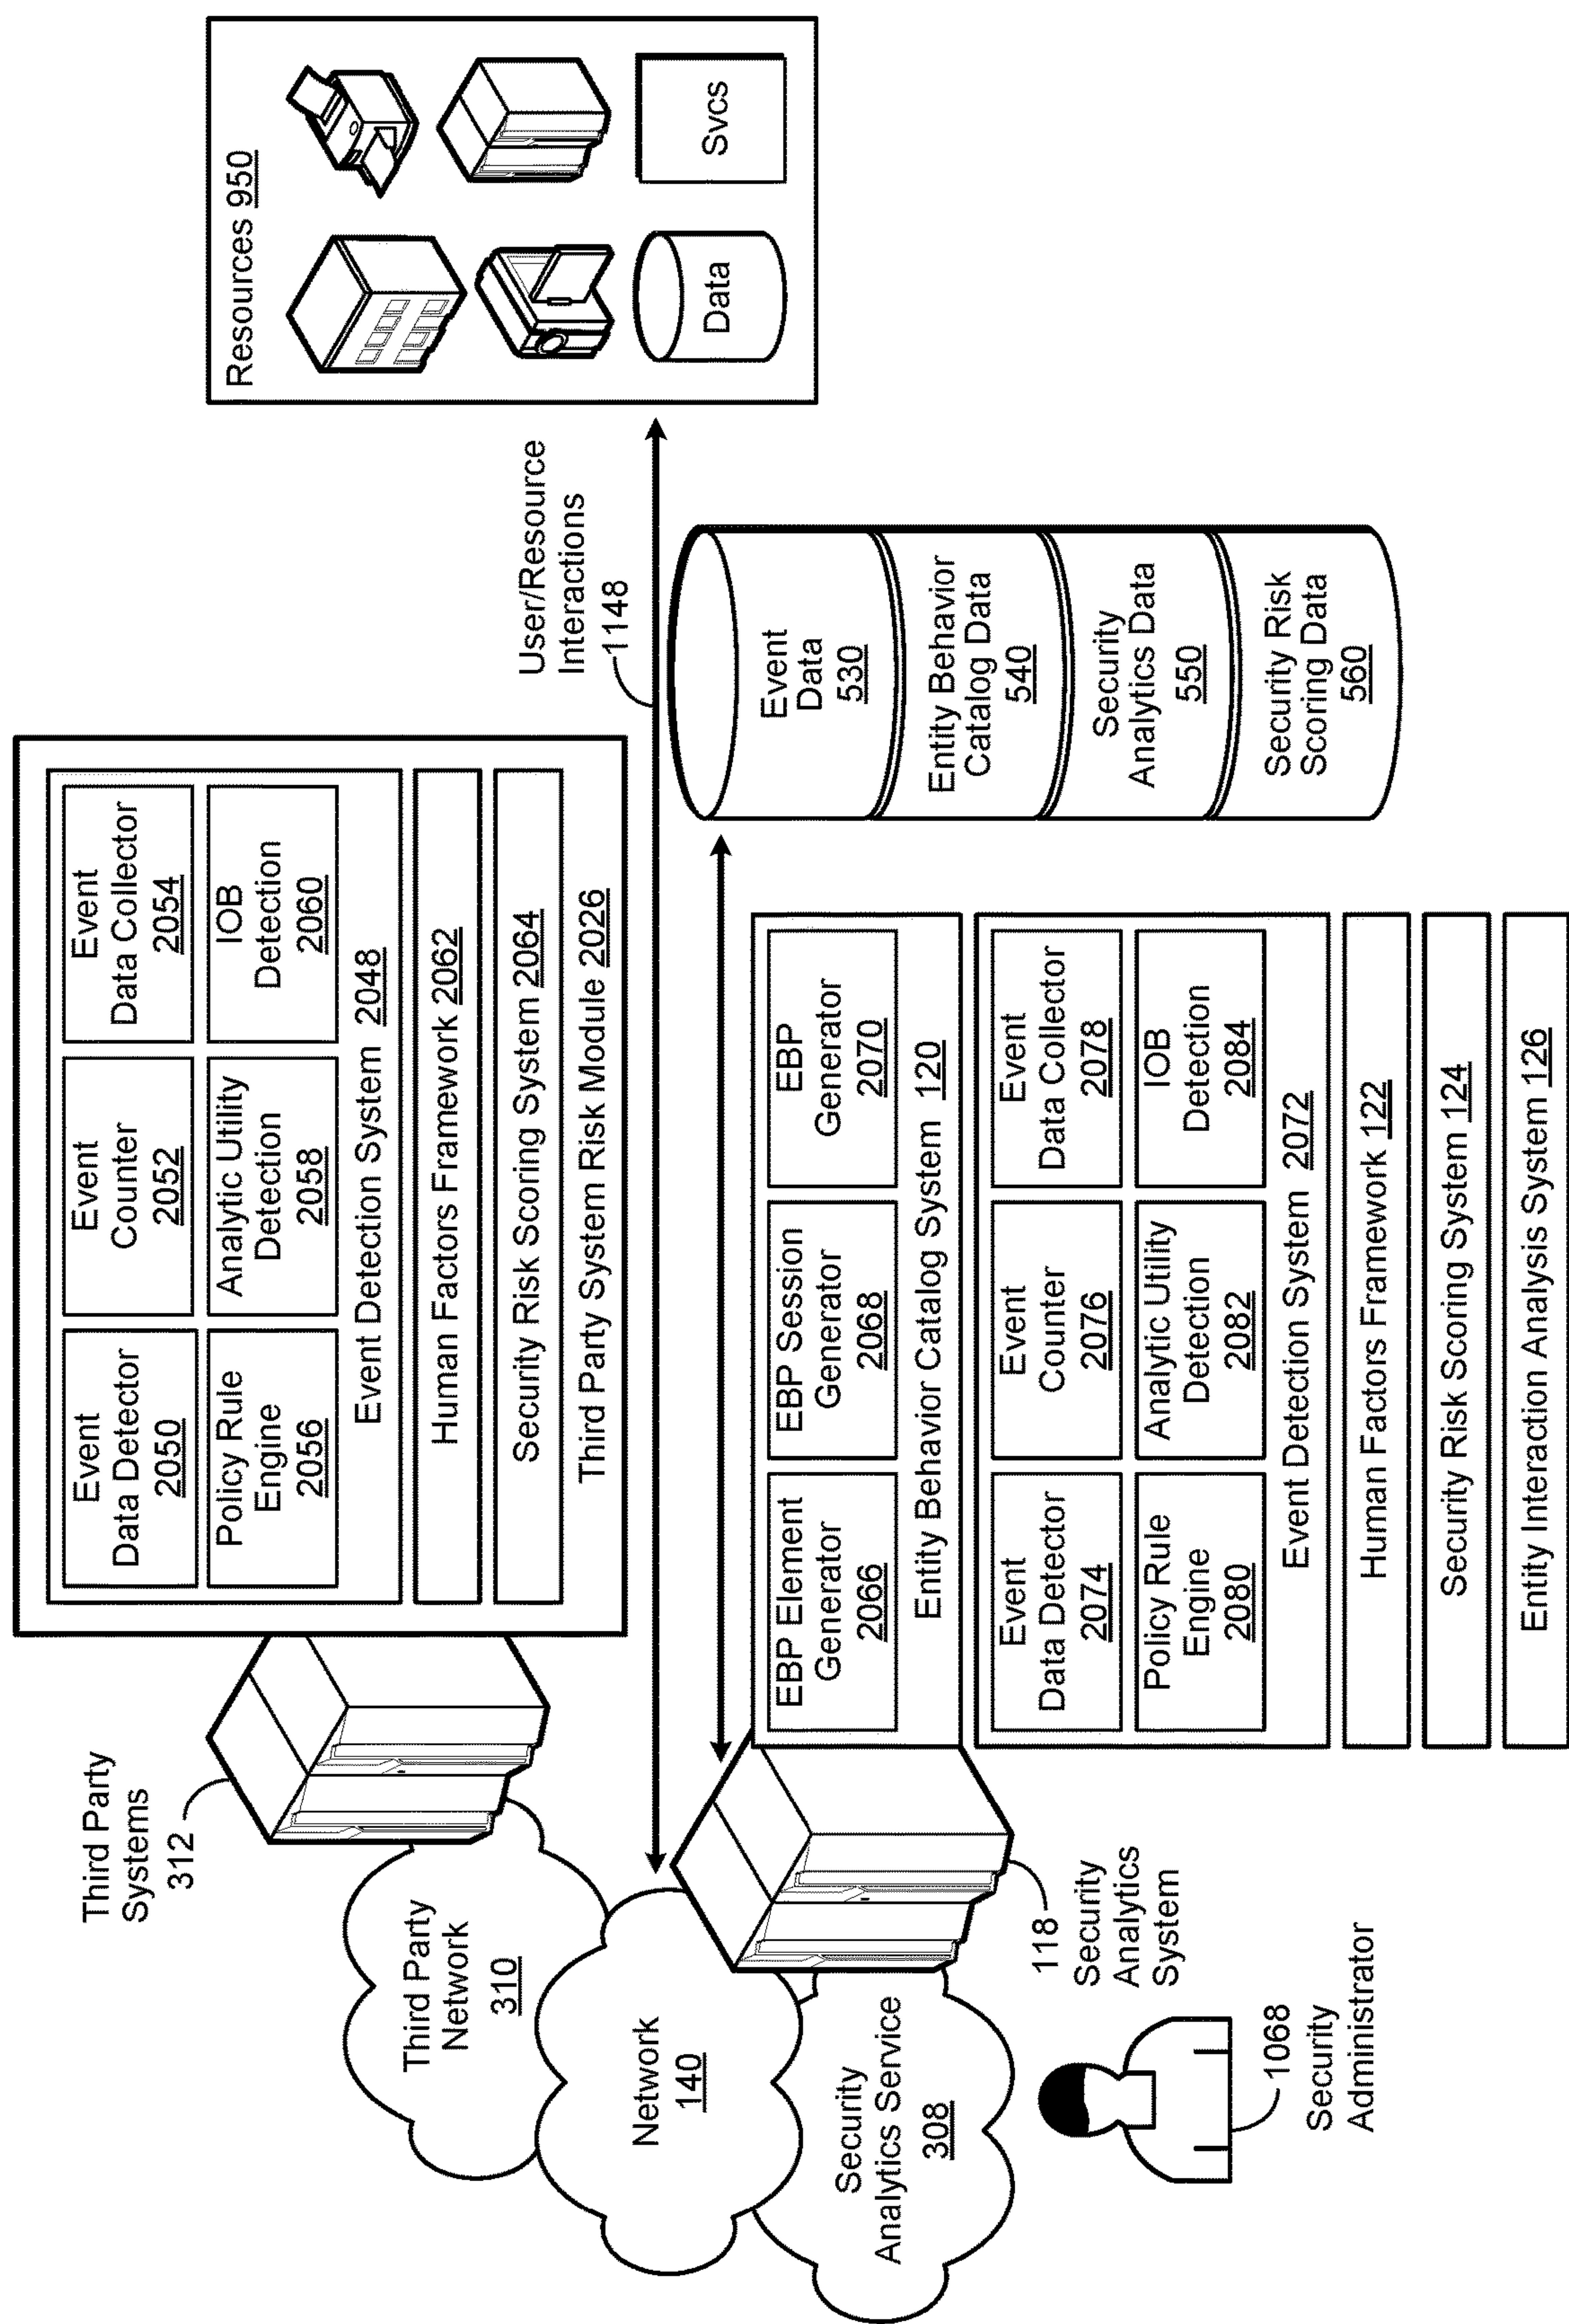 Third Party
Systems
312
Third Party
Network
310
Network
140
Security
Analytics Service
308
118
Security
Analytics
System
1068
Security
Administrator
Event
Data Detector
2050
Event
Counter
2052
Event
Data Collector
2054
Policy Rule
Engine
2056
Analytic Utility
Detection
2058
IOB
Detection
2060
Event Detection System 2048
Human Factors Framework 2062
Security Risk Scoring System 2064
Third Party System Risk Module 2026
User/Resource
Interactions
1148
Resources 950
Data
Svcs
EBP Element
Generator
2066
EBP Session
Generator
2068
EBP
Generator
2070
Entity Behavior Catalog System 120
Event
Data Detector
2074
Event
Counter
2076
Event
Data Collector
2078
Policy Rule
Engine
2080
Analytic Utility
Detection
2082
IOB
Detection
2084
Event Detection System 2072
Human Factors Framework 122
Security Risk Scoring System 124
Entity Interaction Analysis System 126
Event
Data
530
Entity Behavior
Catalog Data
540
Security
Analytics Data
550
Security Risk
Scoring Data
560